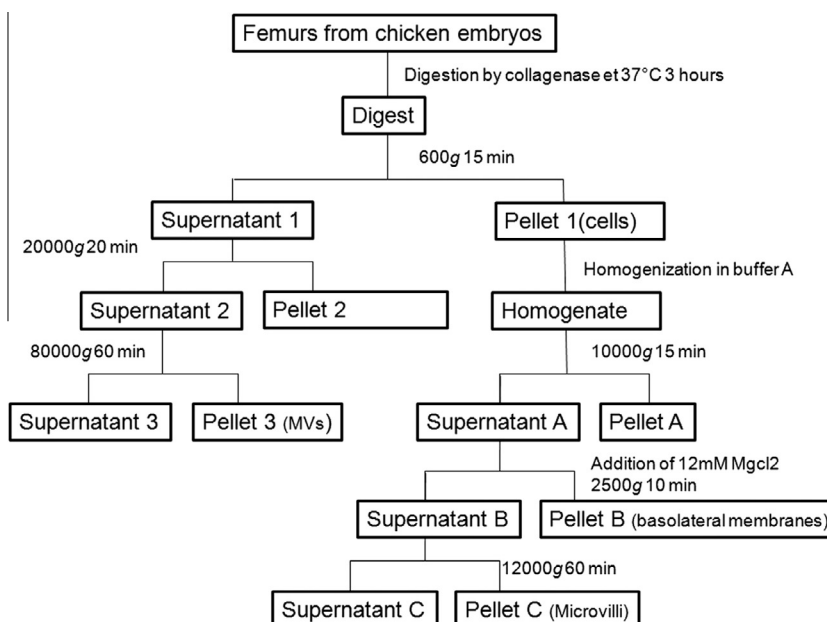 Femurs from chicken embryos
Digestion by collagenase et 37°C 3 hours
Digest
600g 15 min
Supernatant 1
Pellet 1(cells)
20000g 20 min
Homogenization in buffer A
Supernatant 2
Pellet 2
Homogenate
80000g 60 min
10000g 15 min
Supernatant 3
Pellet 3 (MVs)
Supernatant A
Pellet A
Addition of 12mM Mgcl2
2500g 10 min
Supernatant B
Pellet B (basolateral membranes)
12000g 60 min
Supernatant C
Pellet C (Microvilli)